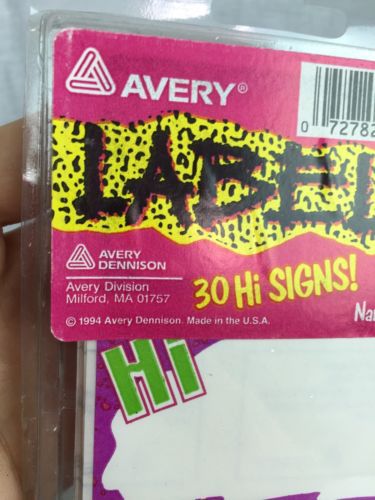 AVERY®
0 72782
LABEL
AVERY
DENNISON
Avery Division
Milford, MA 01757
30 Hi SIGNS!
© 1994 Avery Dennison. Made in the U.S.A.
Hi